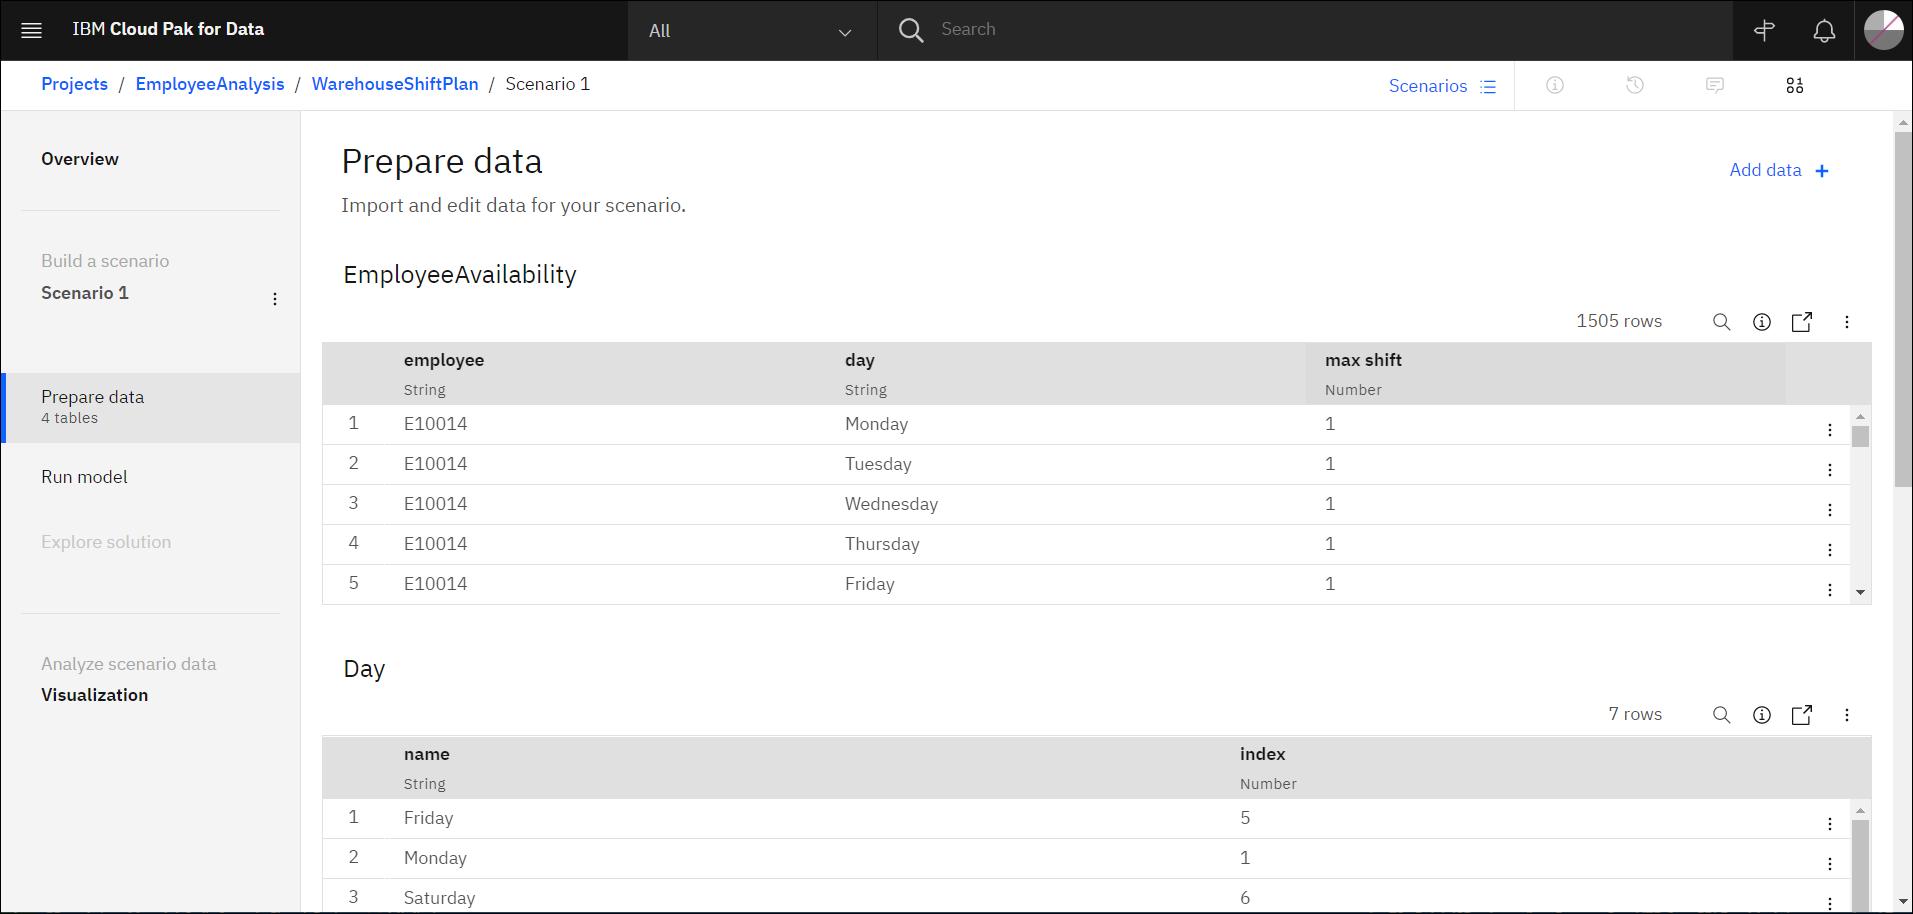 IBM Cloud Pak for Data
All
Search
Projects / EmployeeAnalysis / WarehouseShiftPlan / Scenario 1
Scenarios
Overview
Build a scenario
Scenario 1
Prepare data
4 tables
Run model
Explore solution
Analyze scenario data
Visualization
Prepare data
Add data +
Import and edit data for your scenario.
EmployeeAvailability
1505 rows
employee day max shift
String String Number
1 E10014 Monday 1
2 E10014 Tuesday 1
3 E10014 Wednesday 1
4 E10014 Thursday 1
5 E10014 Friday 1
Day
7 rows
name index
String Number
1 Friday 5
2 Monday 1
3 Saturday 6